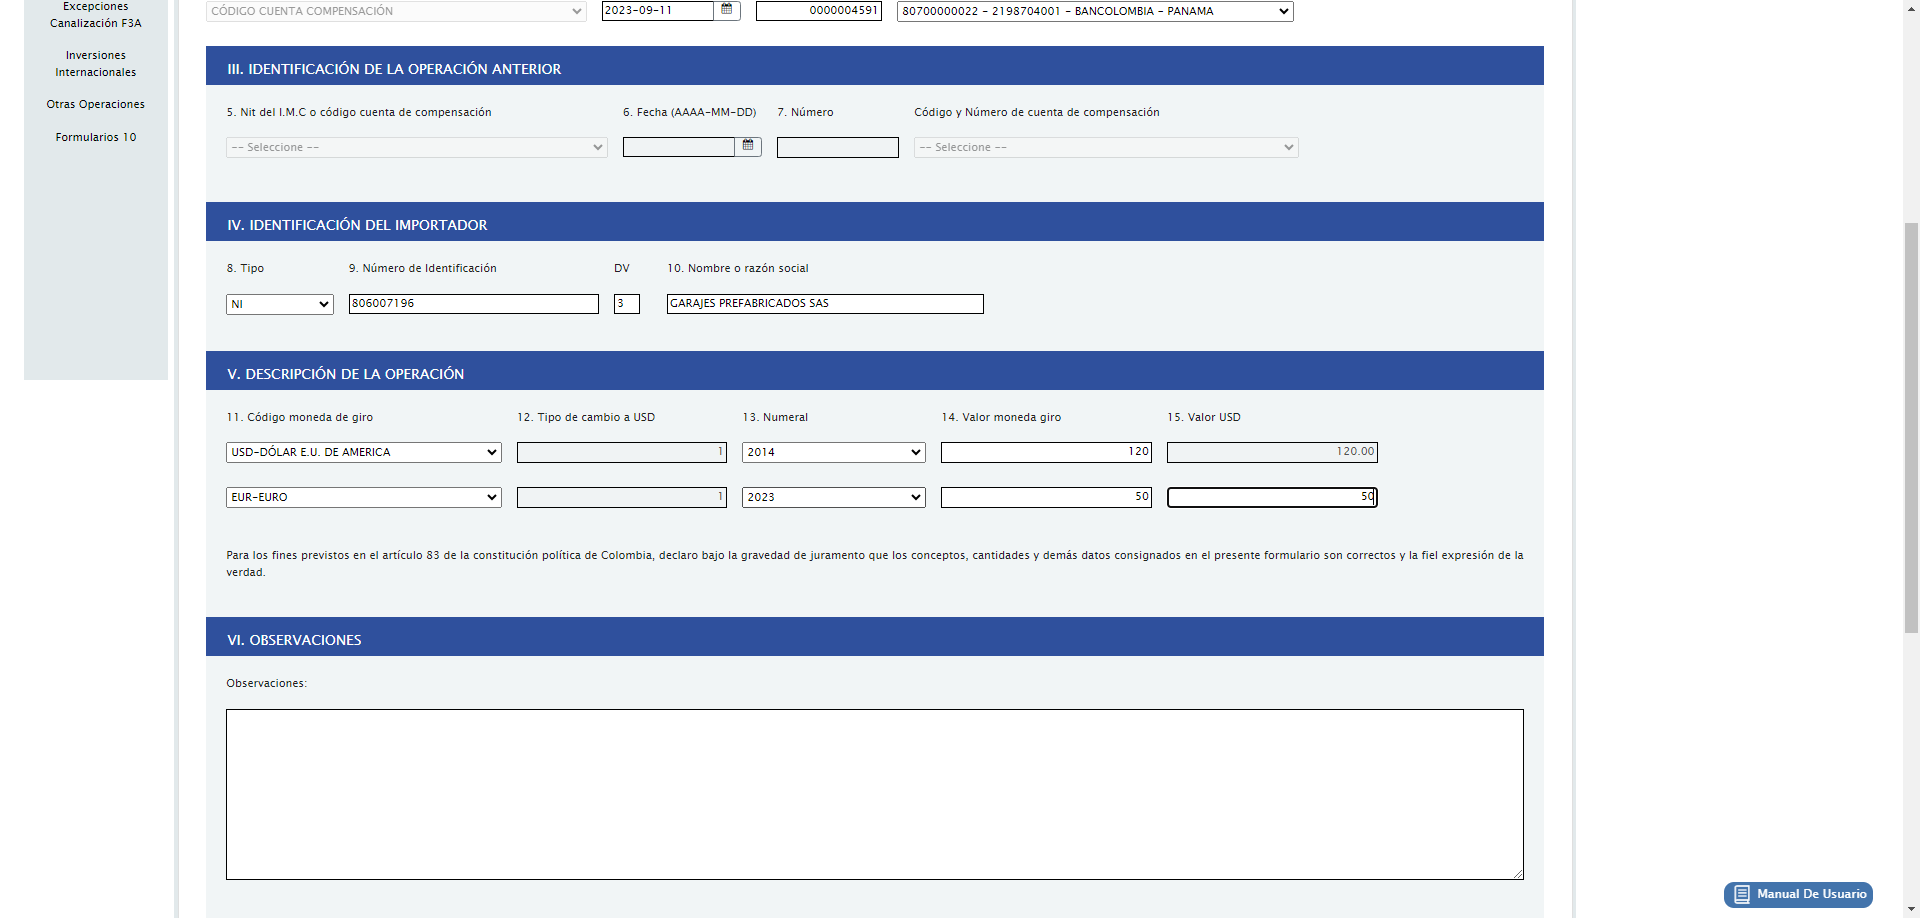 Excepciones
Canalización F3A
Inversiones
Internacionales
Otras Operaciones
Formularios 10
CÓDIGO CUENTA COMPENSACIÓN 2023-09-11 0000004591 80700000022 - 2198704001 - BANCOLOMBIA - PANAMA
III. IDENTIFICACIÓN DE LA OPERACIÓN ANTERIOR
5. Nit del I.M.C o código cuenta de compensación 6. Fecha (AAAA-MM-DD) 7. Número Código y Número de cuenta de compensación
-- Seleccione -- -- Seleccione --
IV. IDENTIFICACIÓN DEL IMPORTADOR
8. Tipo 9. Número de Identificación DV 10. Nombre o razón social
NI 806007196 3 GARAJES PREFABRICADOS SAS
V. DESCRIPCIÓN DE LA OPERACIÓN
11. Código moneda de giro 12. Tipo de cambio a USD 13. Numeral 14. Valor moneda giro 15. Valor USD
USD-DÓLAR E.U. DE AMERICA 1 2014 120 120.00
EUR-EURO 1 2023 50 50
Para los fines previstos en el artículo 83 de la constitución política de Colombia, declaro bajo la gravedad de juramento que los conceptos, cantidades y demás datos consignados en el presente formulario son correctos y la fiel expresión de la
verdad.
VI. OBSERVACIONES
Observaciones:
Manual De Usuario